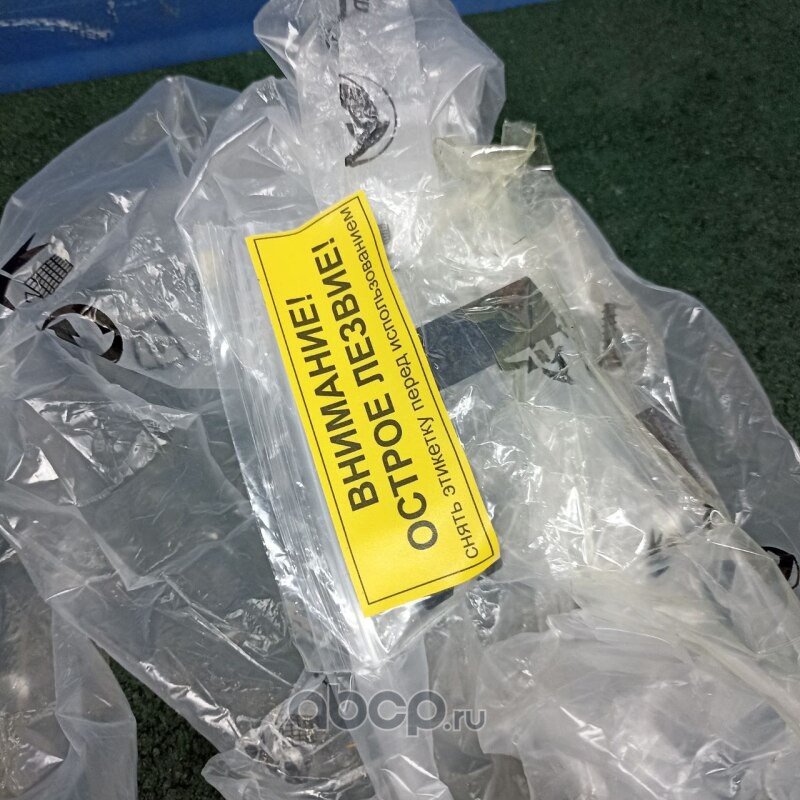 ВНИМАНИЕ!
ОСТРОЕ ЛЕЗВИЕ!
снять этикетку перед использованием
abcp.ru